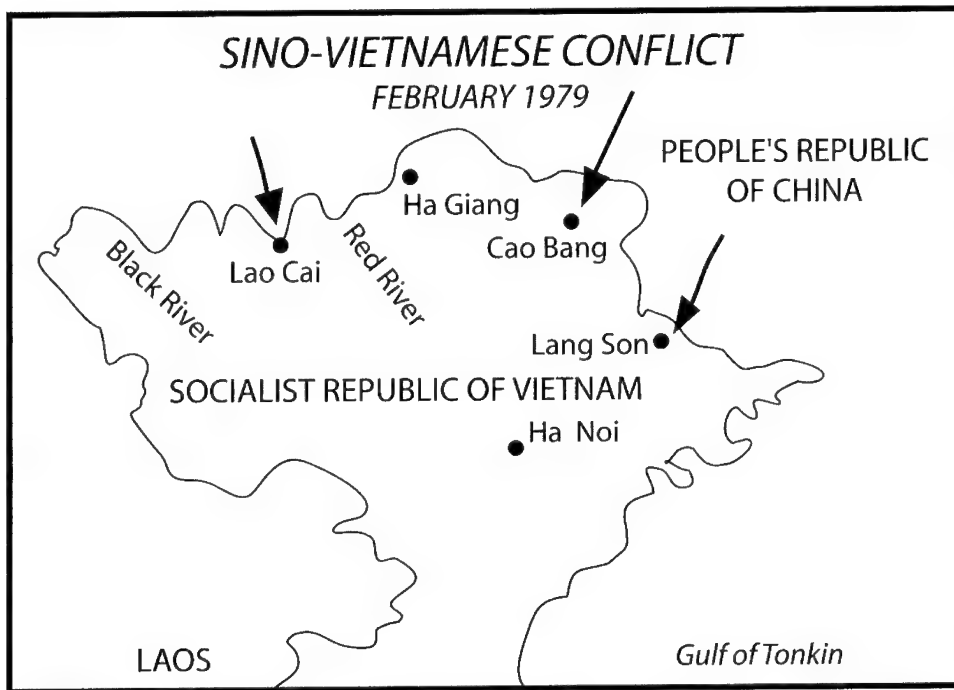 SINO-VIETNAMESE CONFLICT
FEBRUARY 1979
PEOPLE'S REPUBLIC
OF CHINA
Ha Giang
Cao Bang
Black River
Lao Cai
Red River
Lang Son
SOCIALIST REPUBLIC OF VIETNAM
Ha Noi
LAOS
Gulf of Tonkin